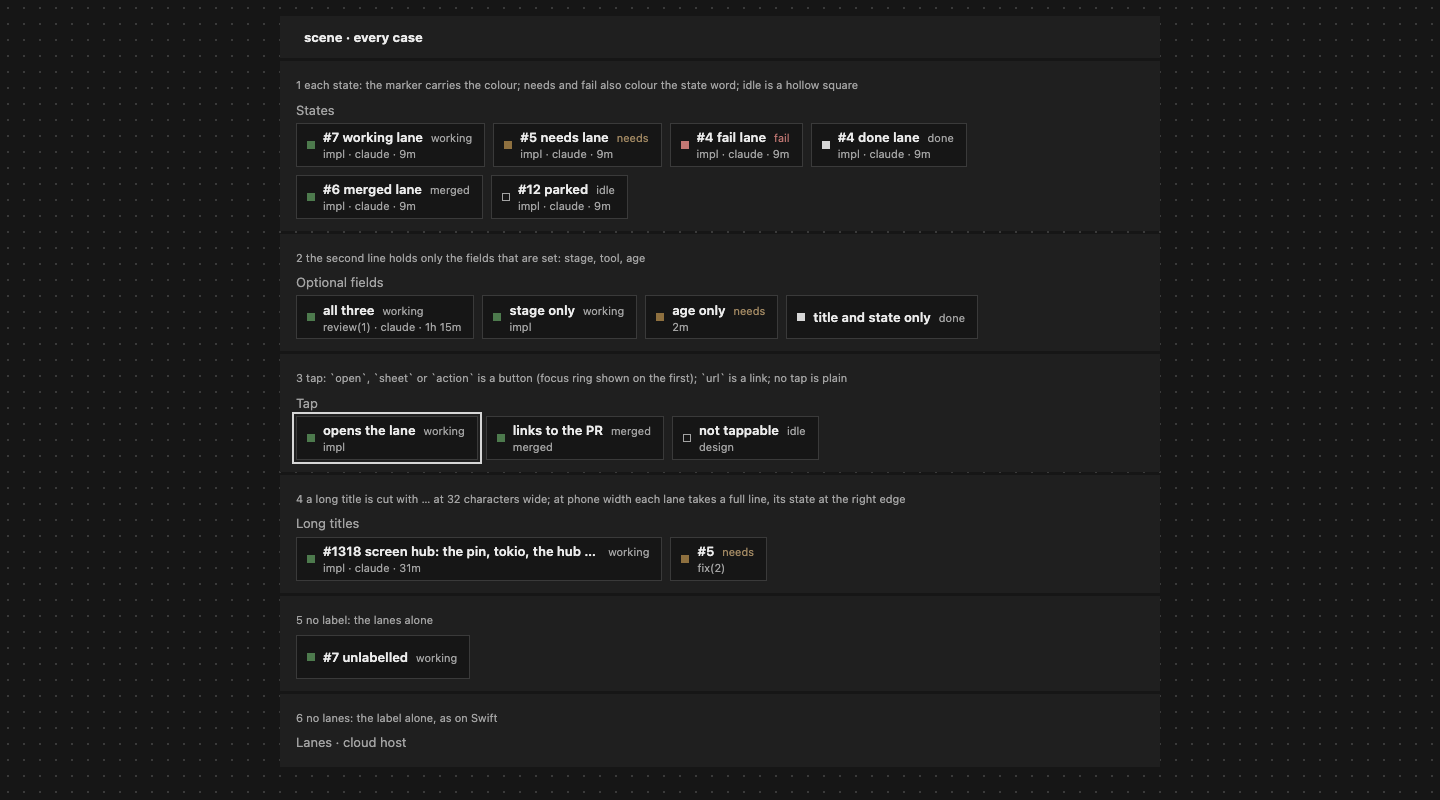 scene · every case
1 each state: the marker carries the colour; needs and fail also colour the state word; idle is a hollow square
States
#7 working lane working
impl · claude · 9m
#5 needs lane needs
impl · claude · 9m
#4 fail lane fail
impl · claude · 9m
#4 done lane done
impl · claude · 9m
#6 merged lane merged
impl · claude · 9m
#12 parked idle
impl · claude · 9m
2 the second line holds only the fields that are set: stage, tool, age
Optional fields
all three working
review(1) · claude · 1h 15m
stage only working
impl
age only needs
2m
title and state only done
3 tap: `open`, `sheet` or `action` is a button (focus ring shown on the first); `url` is a link; no tap is plain
Tap
opens the lane working
impl
links to the PR merged
merged
not tappable idle
design
4 a long title is cut with … at 32 characters wide; at phone width each lane takes a full line, its state at the right edge
Long titles
#1318 screen hub: the pin, tokio, the hub … working
impl · claude · 31m
#5 needs
fix(2)
5 no label: the lanes alone
#7 unlabelled working
6 no lanes: the label alone, as on Swift
Lanes · cloud host